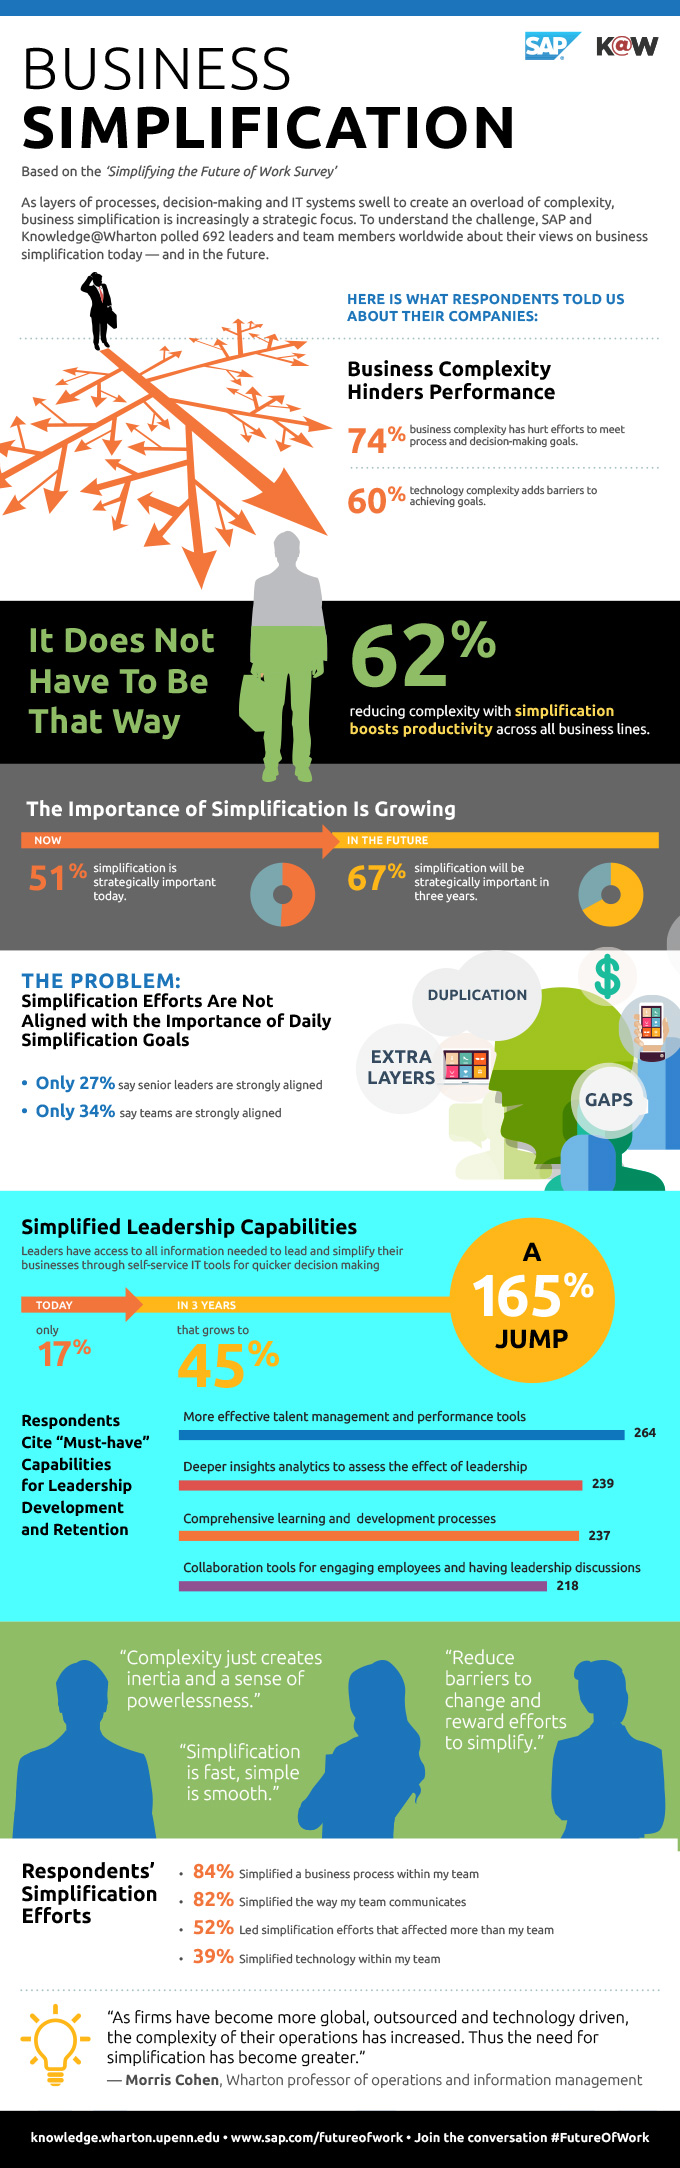 SAP K@W
BUSINESS
SIMPLIFICATION
Based on the ‘Simplifying the Future of Work Survey’
As layers of processes, decision-making and IT systems swell to create an overload of complexity,
business simplification is increasingly a strategic focus. To understand the challenge, SAP and
Knowledge@Wharton polled 692 leaders and team members worldwide about their views on business
simplification today — and in the future.
HERE IS WHAT RESPONDENTS TOLD US
ABOUT THEIR COMPANIES:
Business Complexity
Hinders Performance
74% business complexity has hurt efforts to meet
process and decision-making goals.
60% technology complexity adds barriers to
achieving goals.
It Does Not
Have To Be
That Way
62%
reducing complexity with simplification
boosts productivity across all business lines.
The Importance of Simplification Is Growing
NOW
51% simplification is
strategically important
today.
IN THE FUTURE
67% simplification will be
strategically important in
three years.
THE PROBLEM:
Simplification Efforts Are Not
Aligned with the Importance of Daily
Simplification Goals
• Only 27% say senior leaders are strongly aligned
• Only 34% say teams are strongly aligned
DUPLICATION
$
EXTRA
LAYERS
GAPS
Simplified Leadership Capabilities
Leaders have access to all information needed to lead and simplify their
businesses through self-service IT tools for quicker decision making
TODAY
only
17%
IN 3 YEARS
that grows to
45%
A
165%
JUMP
Respondents
Cite “Must-have”
Capabilities
for Leadership
Development
and Retention
More effective talent management and performance tools
264
Deeper insights analytics to assess the effect of leadership
239
Comprehensive learning and development processes
237
Collaboration tools for engaging employees and having leadership discussions
218
“Complexity just creates
inertia and a sense of
powerlessness.”
“Simplification
is fast, simple
is smooth.”
“Reduce
barriers to
change and
reward efforts
to simplify.”
Respondents’
Simplification
Efforts
• 84% Simplified a business process within my team
• 82% Simplified the way my team communicates
• 52% Led simplification efforts that affected more than my team
• 39% Simplified technology within my team
“As firms have become more global, outsourced and technology driven,
the complexity of their operations has increased. Thus the need for
simplification has become greater.”
— Morris Cohen, Wharton professor of operations and information management
knowledge.wharton.upenn.edu • www.sap.com/futureofwork • Join the conversation #FutureOfWork